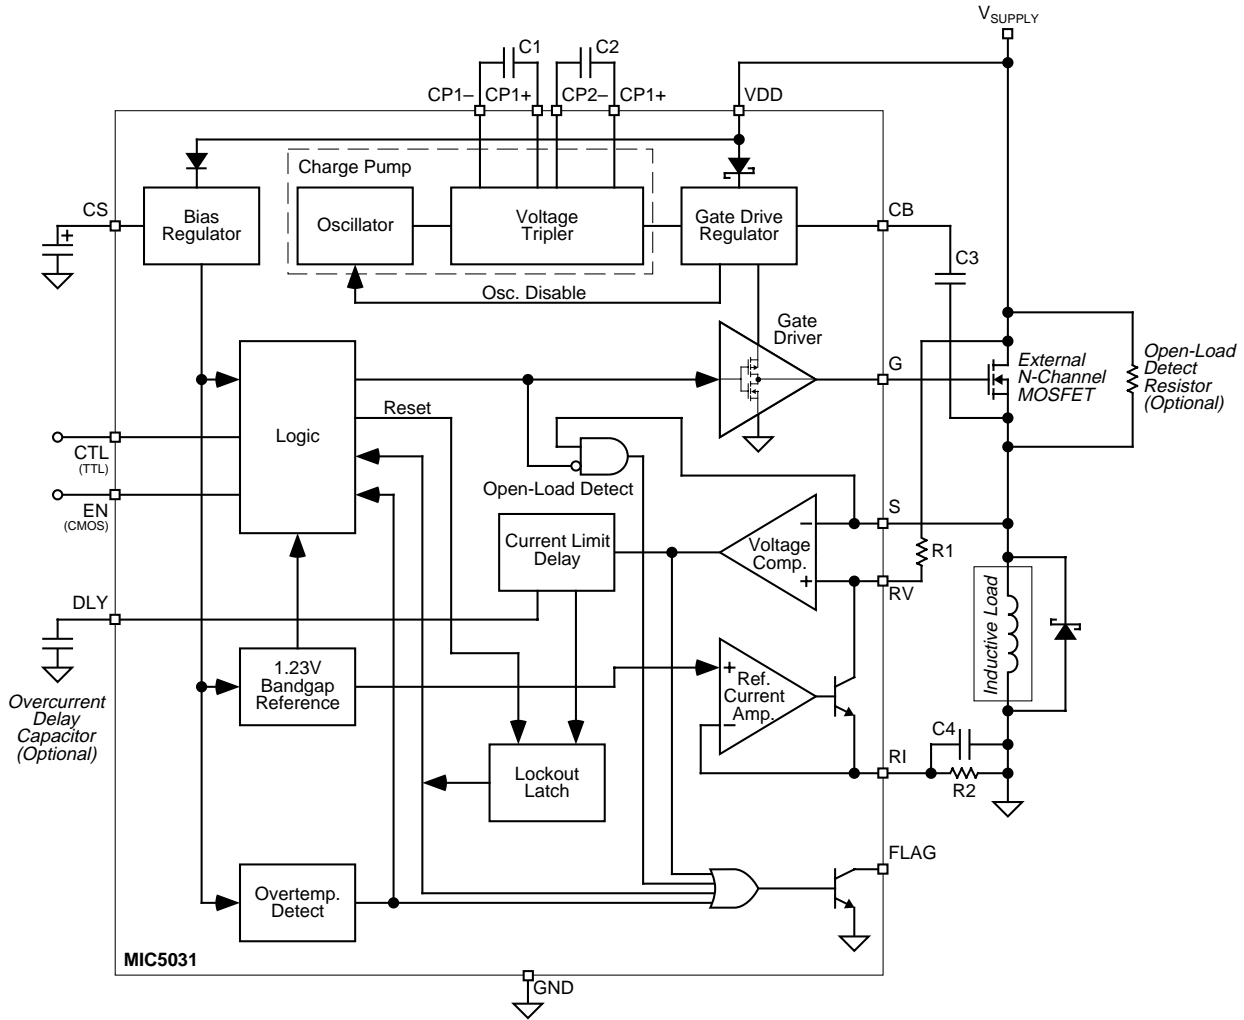 VSUPPLY
C1
C2
CP1–
CP1+
CP2–
CP1+
VDD
Charge Pump
CS
+
Bias
Regulator
Oscillator
Voltage
Tripler
Gate Drive
Regulator
CB
C3
Osc. Disable
Gate
Driver
External
N-Channel
MOSFET
Open-Load
Detect
Resistor
(Optional)
G
Reset
Logic
CTL
(TTL)
EN
(CMOS)
Open-Load Detect
S
–
Voltage
Comp.
+
R1
RV
Current Limit
Delay
DLY
Inductive Load
1.23V
Bandgap
Reference
+
Ref.
Current
Amp.
–
Overcurrent
Delay
Capacitor
(Optional)
C4
RI
R2
Lockout
Latch
FLAG
Overtemp.
Detect
MIC5031
GND